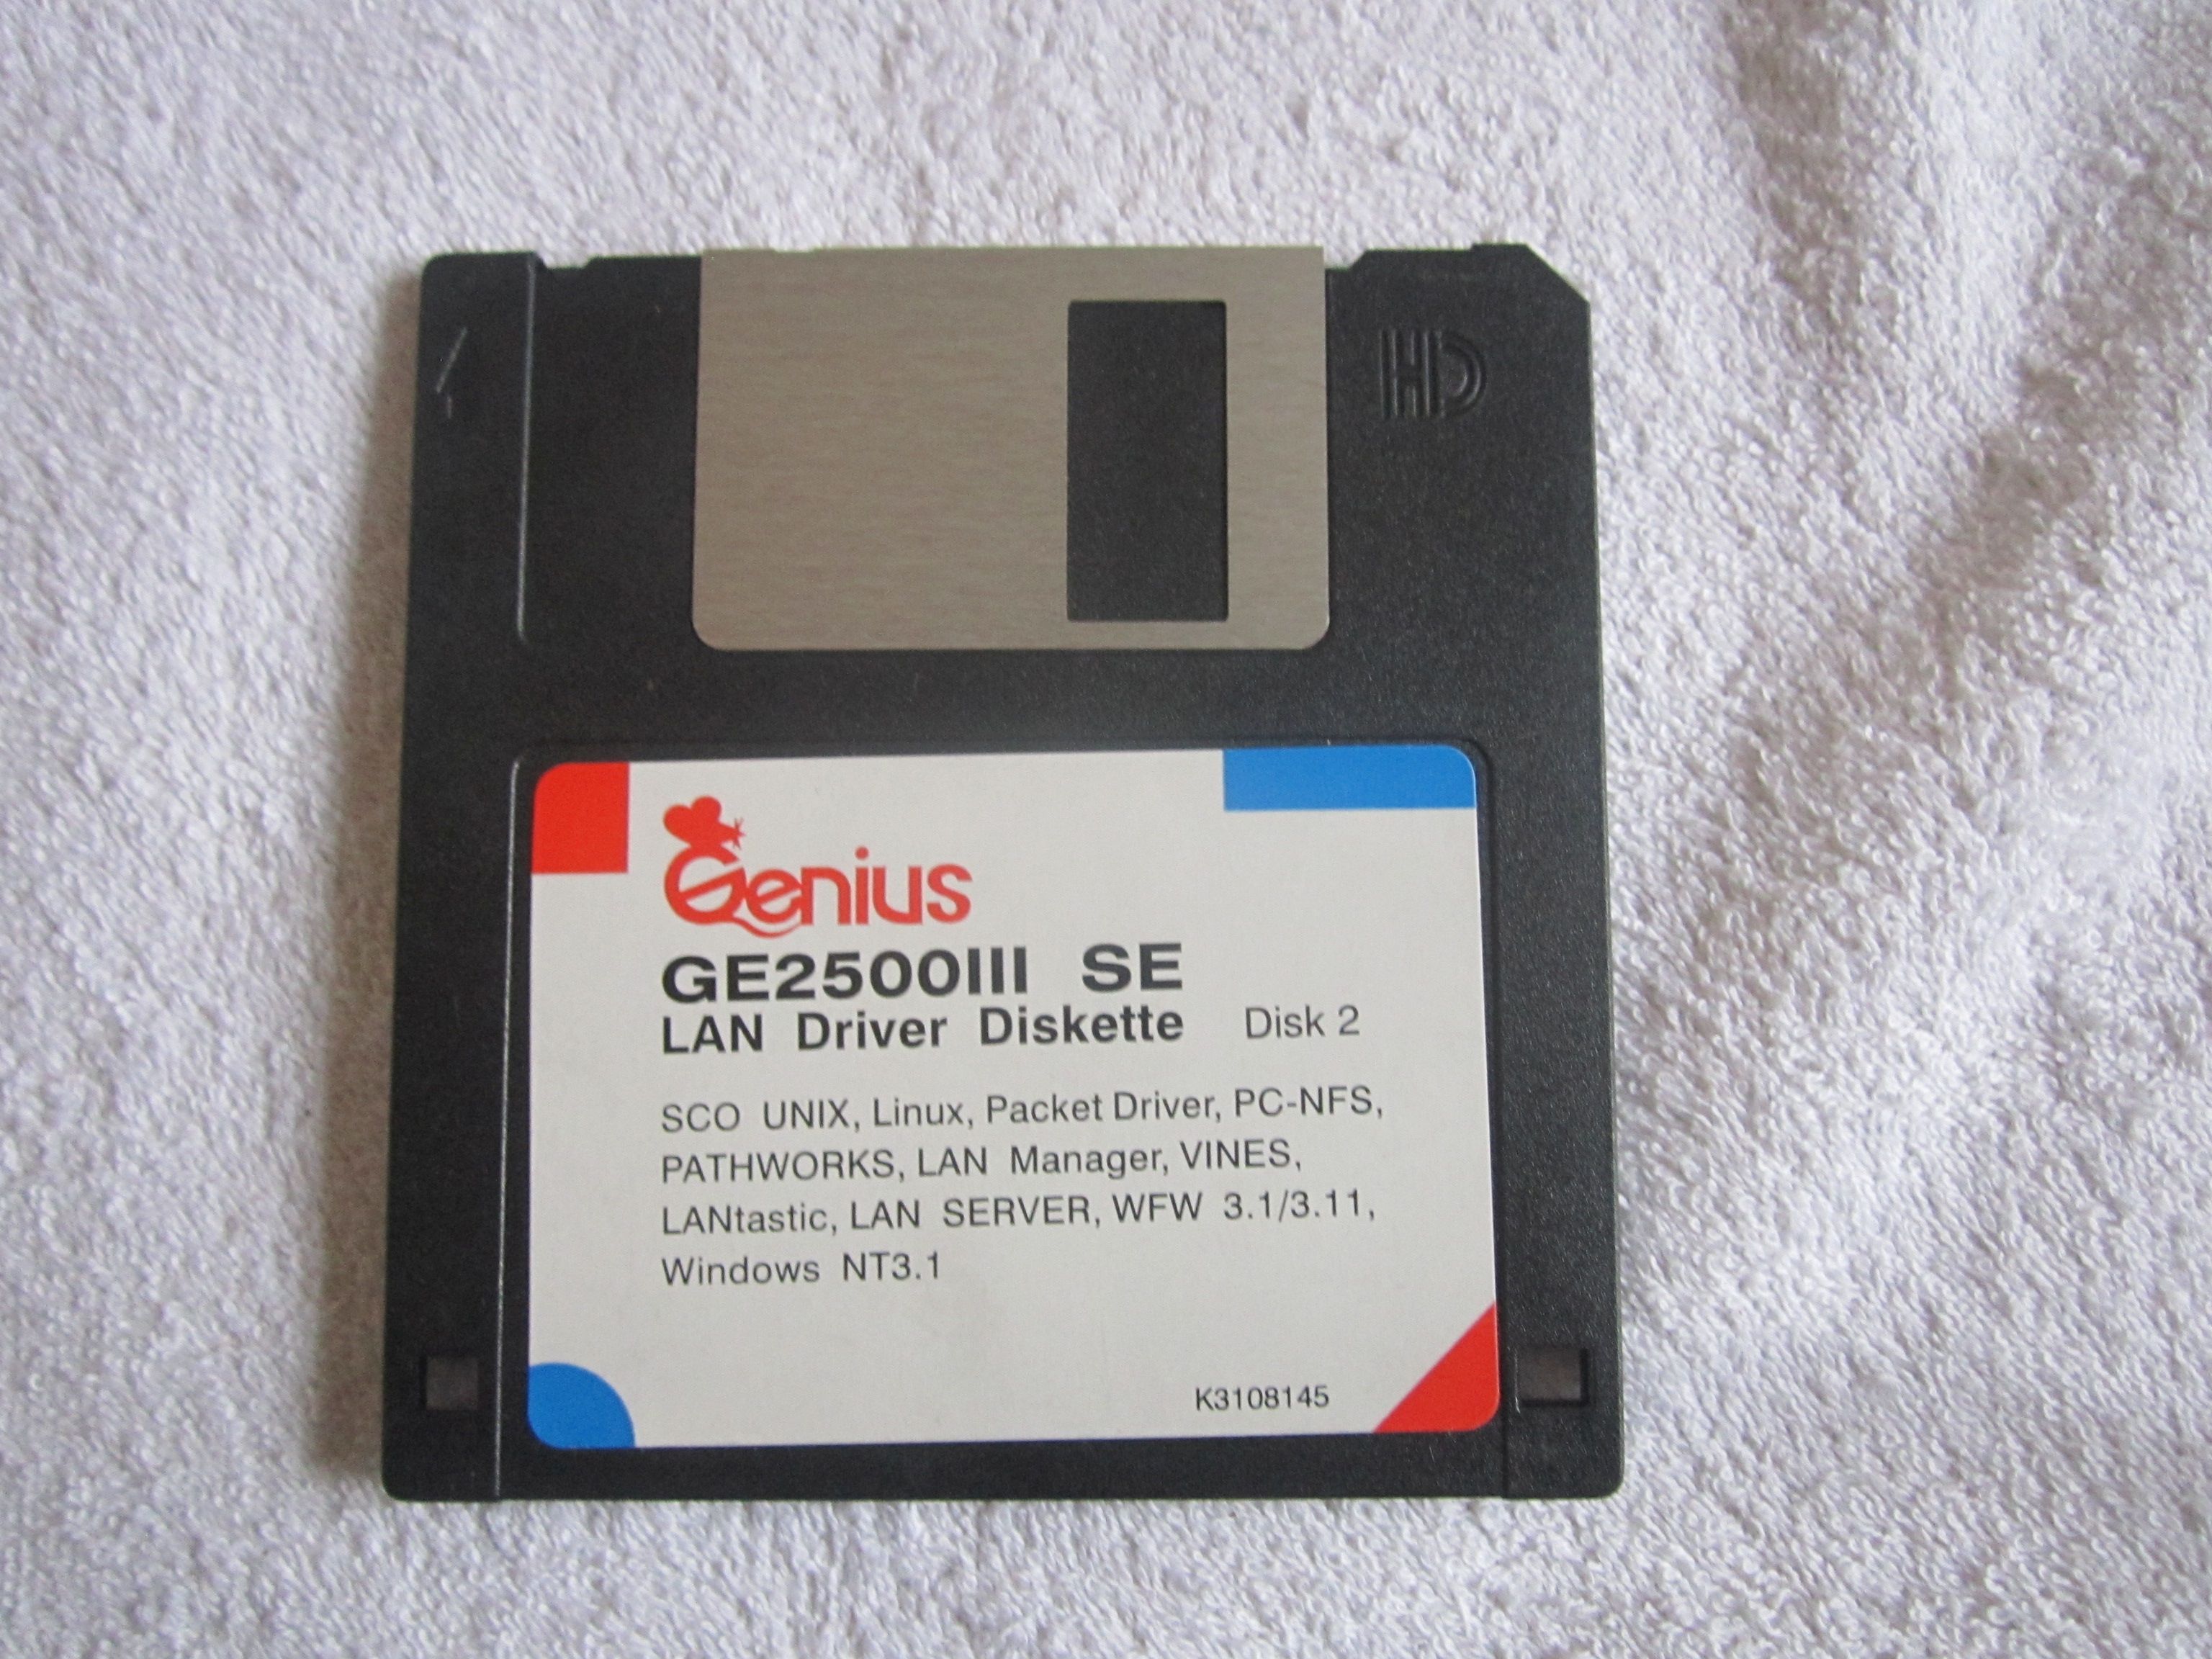 HD
Genius
GE2500III SE
LAN Driver Diskette Disk 2
SCO UNIX, Linux, Packet Driver, PC-NFS,
PATHWORKS, LAN Manager, VINES,
LANtastic, LAN SERVER, WFW 3.1/3.11,
Windows NT3.1
K3108145